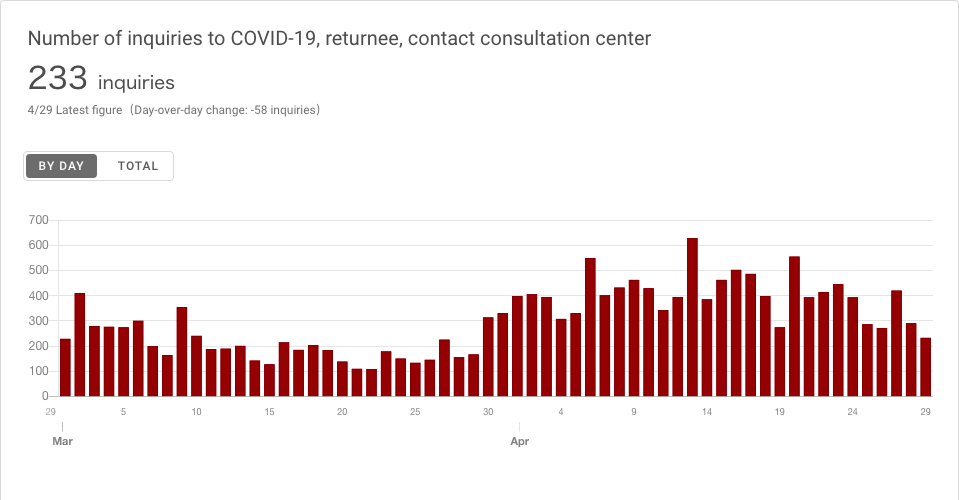 Number of inquiries to COVID-19, returnee, contact consultation center
233 inquiries
4/29 Latest figure（Day-over-day change: -58 inquiries）
BY DAY TOTAL
700
600
500
400
300
200
100
0
29 5 10 15 20 25 30 4 9 14 19 24 29
Mar Apr